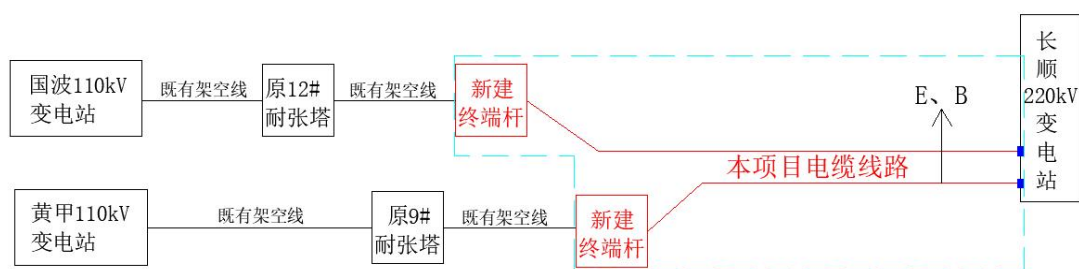 国波110kV
变电站
既有架空线
原12#
耐张塔
既有架空线
新建
终端杆
E、B
长
顺
220kV
变
电
站
本项目电缆线路
黄甲110kV
变电站
既有架空线
原9#
耐张塔
既有架空线
新建
终端杆